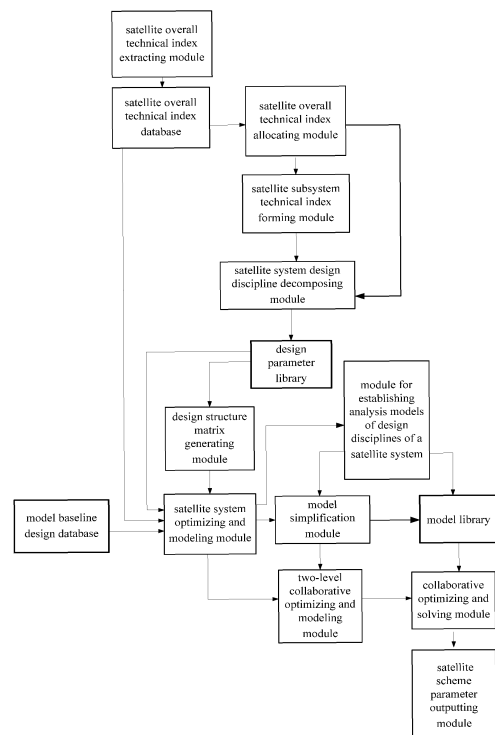 satellite overall
technical index
extracting module
satellite overall
technical index
database
satellite overall
technical index
allocating module
satellite subsystem
technical index
forming module
satellite system design
discipline decomposing
module
design
parameter
library
module for
establishing
analysis models
of design
disciplines of a
satellite system
design structure
matrix
generating
module
model baseline
design database
satellite system
optimizing and
modeling module
model
simplification
module
model library
two-level
collaborative
optimizing and
modeling
module
collaborative
optimizing and
solving module
satellite
scheme
parameter
outputting
module